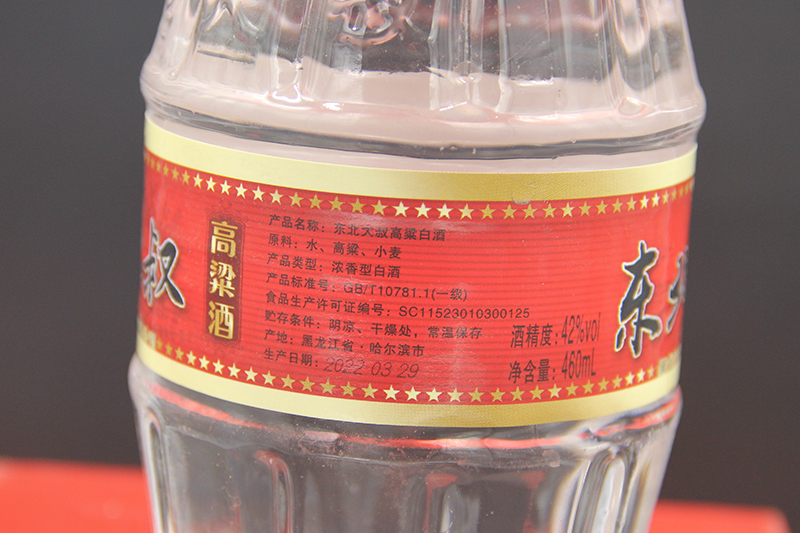 叔
高粱酒
产品名称：东北大叔高粱白酒
原料：水、高粱、小麦
产品类型：浓香型白酒
产品标准号：GB/T10781.1(一级)
食品生产许可证编号：SC11523010300125
贮存条件：阴凉、干燥处，常温保存
产地：黑龙江省·哈尔滨市
生产日期：2022 03 29
酒精度：42%vol
净含量：460mL
东